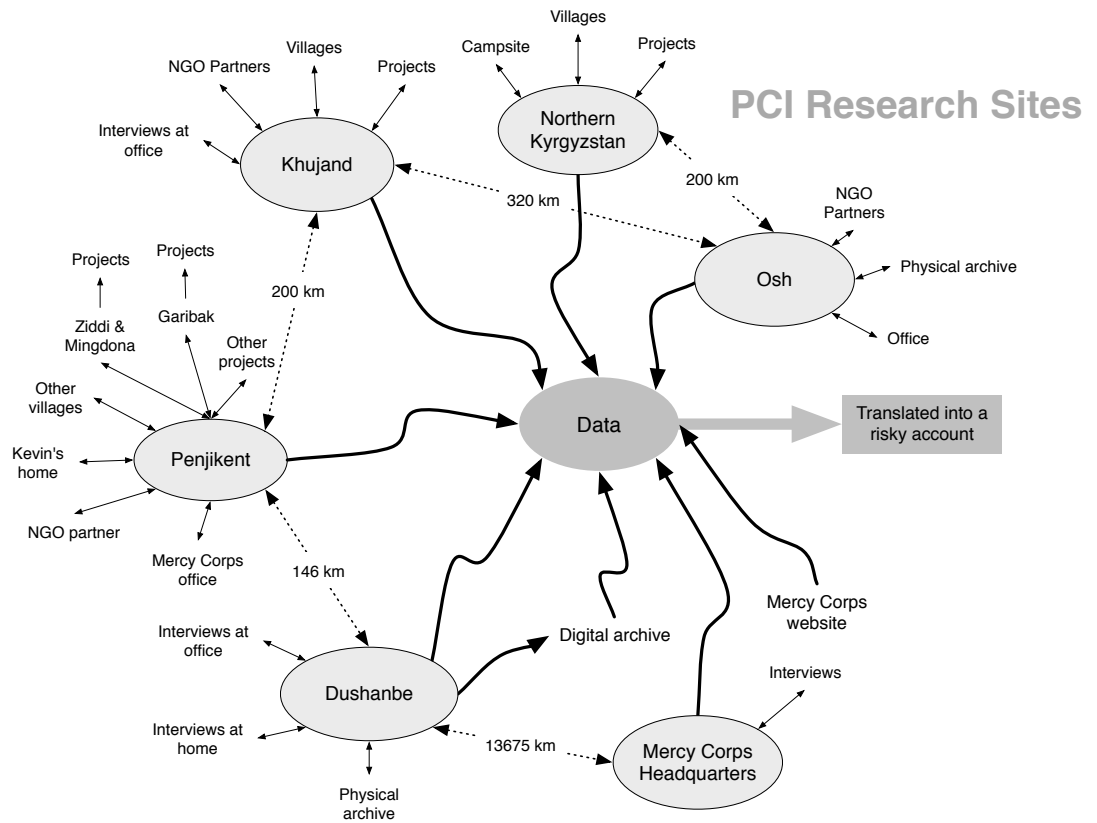 PCI Research Sites
Villages
Campsite
Projects
Northern
Kyrgyzstan
Villages
NGO Partners
Projects
Interviews at
office
Khujand
200 km
320 km
NGO
Partners
Osh
Physical archive
Office
200 km
Projects
Projects
Ziddi &
Mingdona
Garibak
Other
projects
Other
villages
Kevin's
home
Penjikent
NGO partner
Mercy Corps
office
Data
Translated into a
risky account
146 km
Interviews at
office
Dushanbe
Interviews at
home
Physical
archive
Digital archive
Mercy Corps
website
Interviews
13675 km
Mercy Corps
Headquarters